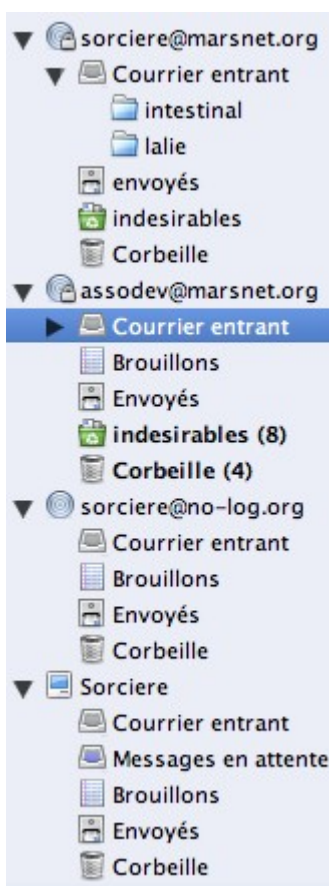 sorciere@marsnet.org
Courrier entrant
intestinal
lalie
envoyés
indesirables
Corbeille
assodev@marsnet.org
Courrier entrant
Brouillons
Envoyés
indesirables (8)
Corbeille (4)
sorciere@no-log.org
Courrier entrant
Brouillons
Envoyés
Corbeille
Sorciere
Courrier entrant
Messages en attente
Brouillons
Envoyés
Corbeille